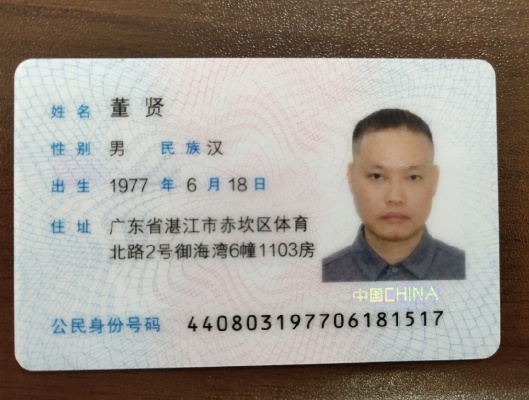 姓名 董贤
性别 男 民族 汉
出生 1977 年 6 月 18 日
住址 广东省湛江市赤坎区体育
北路2号御海湾6幢1103房
中国CHINA
公民身份号码 440803197706181517